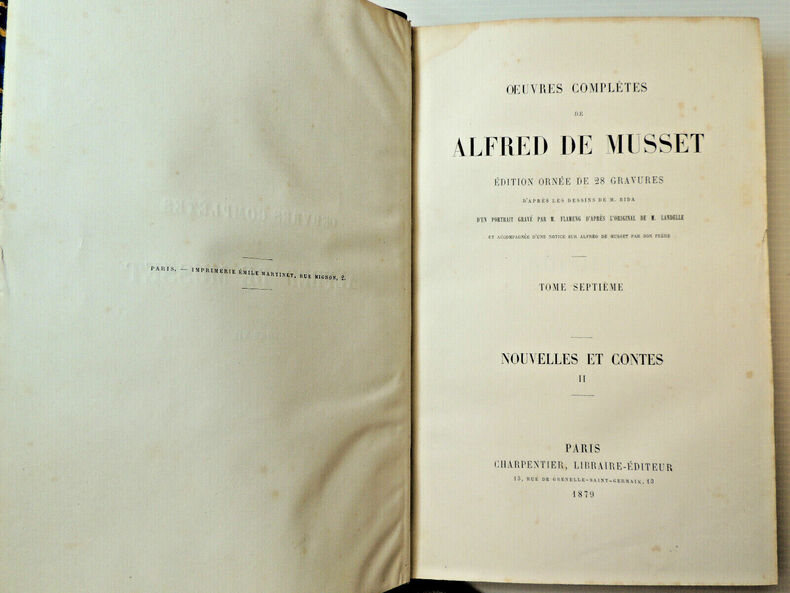 PARIS. — IMPRIMERIE ÉMILE MARTINET, RUE MIGNON, 2.
ŒUVRES COMPLÈTES
DE
ALFRED DE MUSSET
ÉDITION ORNÉE DE 28 GRAVURES
D'APRÈS LES DESSINS DE M. BIDA
D'UN PORTRAIT GRAVÉ PAR M. FLAMENG D'APRÈS L'ORIGINAL DE M. LANDELLE
ET ACCOMPAGNÉE D'UNE NOTICE SUR ALFRED DE MUSSET PAR SON FRÈRE
TOME SEPTIÈME
NOUVELLES ET CONTES
II
PARIS
CHARPENTIER, LIBRAIRE-ÉDITEUR
13, RUE DE GRENELLE-SAINT-GERMAIN, 13
1879